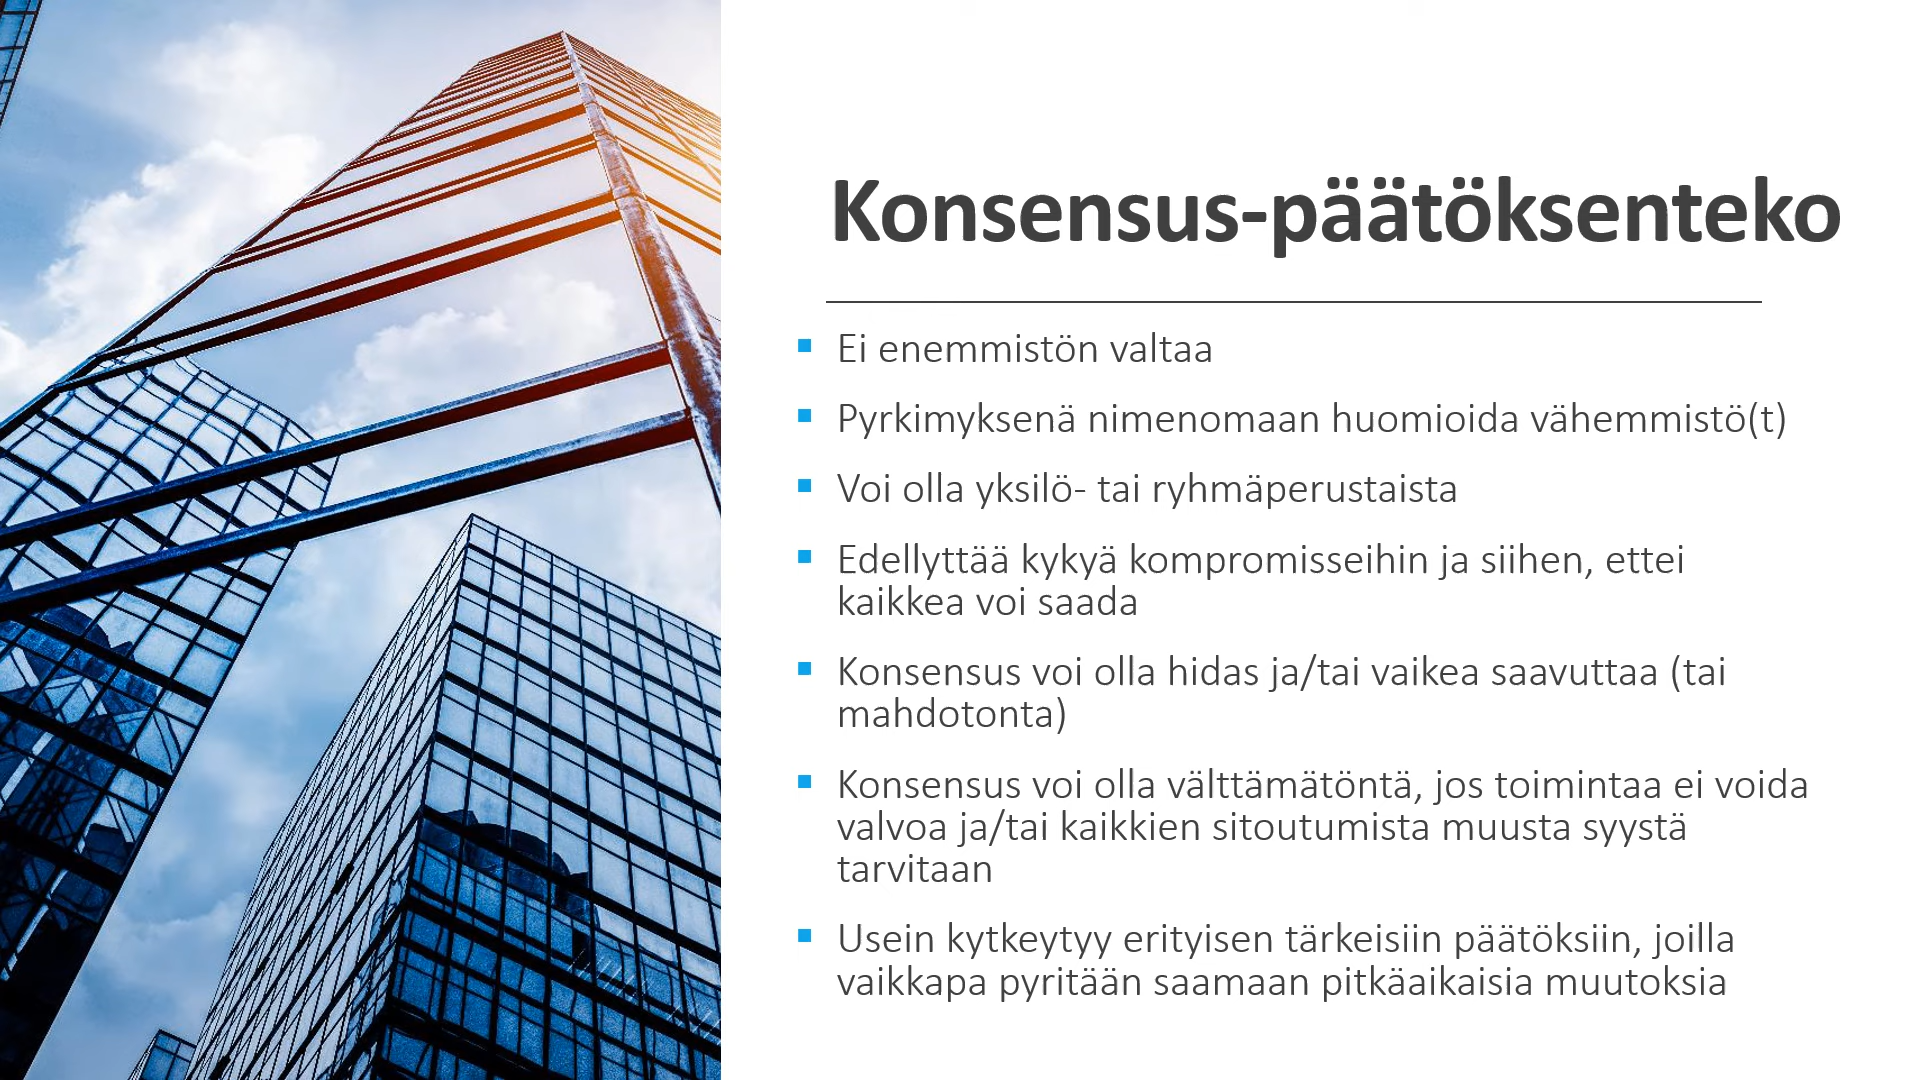 Konsensus-päätöksenteko
Ei enemmistön valtaa
Pyrkimyksenä nimenomaan huomioida vähemmistö(t)
Voi olla yksilö- tai ryhmäperustaista
Edellyttää kykyä kompromisseihin ja siihen, ettei
kaikkea voi saada
Konsensus voi olla hidas ja/tai vaikea saavuttaa (tai
mahdotonta)
Konsensus voi olla välttämätöntä, jos toimintaa ei voida
valvoa ja/tai kaikkien sitoutumista muusta syystä
tarvitaan
Usein kytkeytyy erityisen tärkeisiin päätöksiin, joilla
vaikkapa pyritään saamaan pitkäaikaisia muutoksia